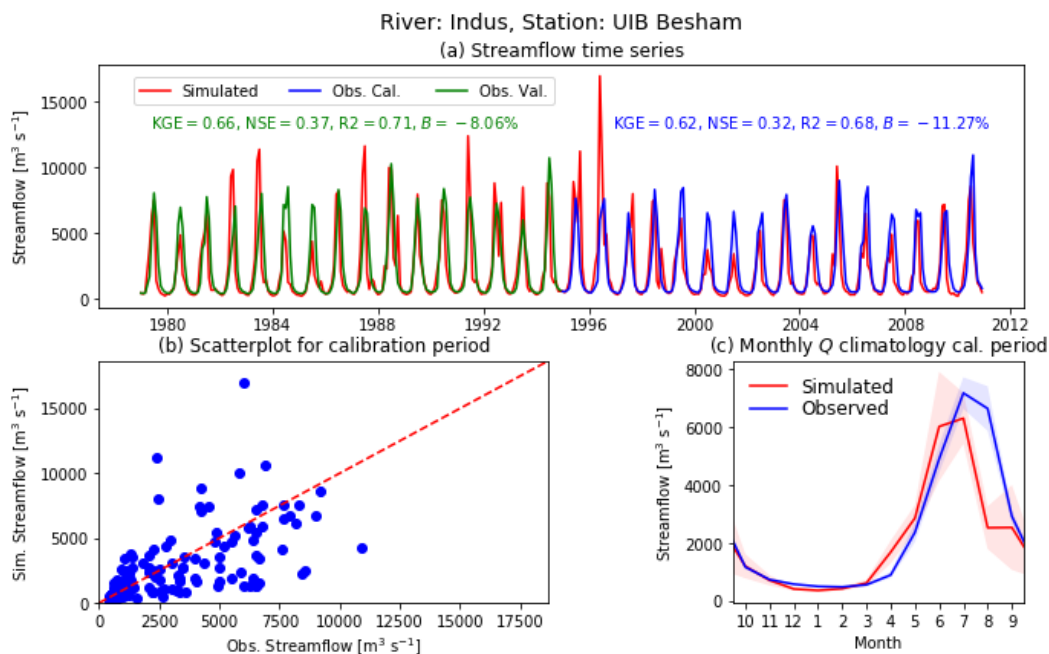 River: Indus, Station: UIB Besham
(a) Streamflow time series
Simulated Obs. Cal. Obs. Val.
KGE = 0.66, NSE = 0.37, R2 = 0.71, B = −8.06%
KGE = 0.62, NSE = 0.32, R2 = 0.68, B = −11.27%
Streamflow [m³ s⁻¹]
15000
10000
5000
0
1980 1984 1988 1992 1996 2000 2004 2008 2012
(b) Scatterplot for calibration period
Sim. Streamflow [m³ s⁻¹]
15000
10000
5000
0
0 2500 5000 7500 10000 12500 15000 17500
Obs. Streamflow [m³ s⁻¹]
(c) Monthly Q climatology cal. period
Simulated
Observed
Streamflow [m³ s⁻¹]
8000
6000
4000
2000
0
10 11 12 1 2 3 4 5 6 7 8 9
Month